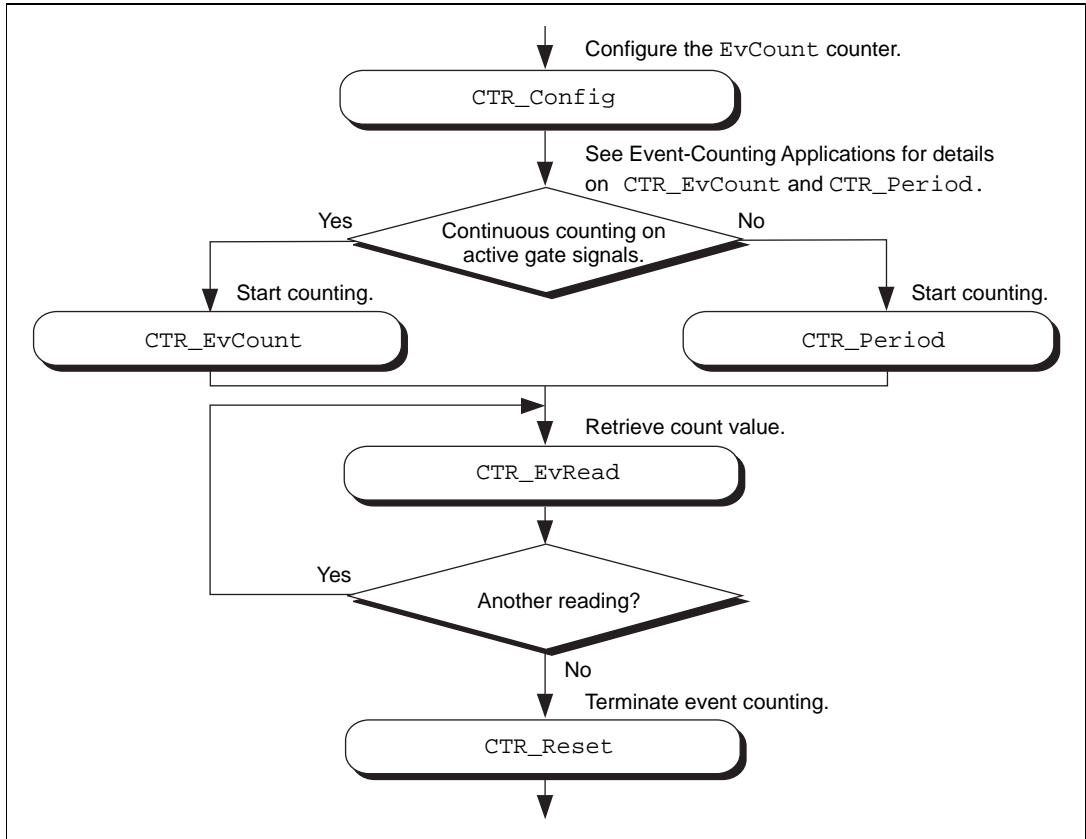 Configure the EvCount counter.
CTR_Config
See Event-Counting Applications for details
on CTR_EvCount and CTR_Period.
Yes
No
Continuous counting on
active gate signals.
Start counting.
Start counting.
CTR_EvCount
CTR_Period
Retrieve count value.
CTR_EvRead
Yes
Another reading?
No
Terminate event counting.
CTR_Reset